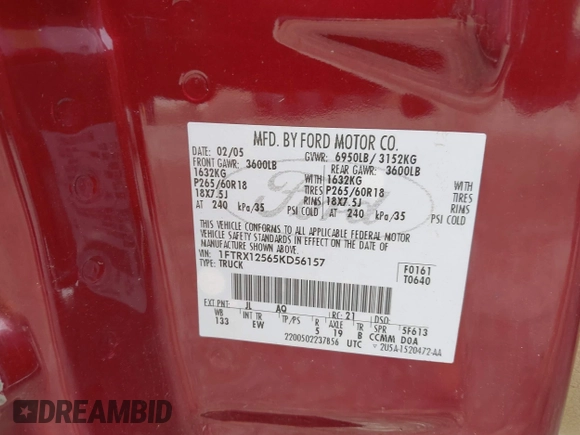 MFD. BY FORD MOTOR CO.
DATE: 02/05 GVWR: 6950LB/ 3152KG
FRONT GAWR: 3600LB REAR GAWR: 3600LB
1632KG WITH 1632KG WITH
P265/60R18 TIRES P265/60R18 TIRES
18X7.5J RIMS 18X7.5J RIMS
AT 240 kPa/35 PSI COLD AT 240 kPa/35 PSI COLD
THIS VEHICLE CONFORMS TO ALL APPLICABLE FEDERAL MOTOR
VEHICLE SAFETY STANDARDS IN EFFECT ON THE DATE OF
MANUFACTURE SHOWN ABOVE.
VIN: 1FTRX12565KD56157 F0161
TYPE: TRUCK T0640
Ford
EXT PNT: JL AQ RC: 21 DSO:
WB INT TR TP/PS R AXLE TR SPR 5F613
133 EW 5 19 B CCMM D0A
2200502237856 UTC 2U5A-1520472-AA
DREAMBID